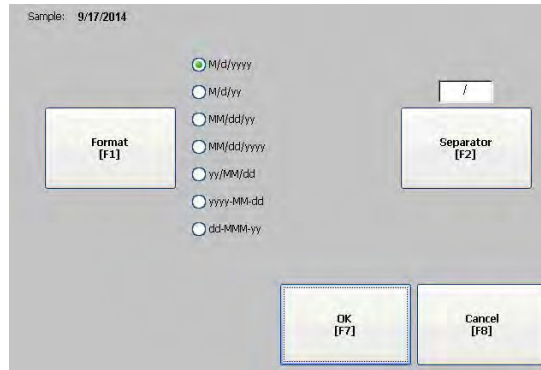 Sample: 9/17/2014
M/d/yyyy
M/d/yy
MM/dd/yy
MM/dd/yyyy
yy/MM/dd
yyyy-MM-dd
dd-MMM-yy
Format
[F1]
/
Separator
[F2]
OK
[F7]
Cancel
[F8]